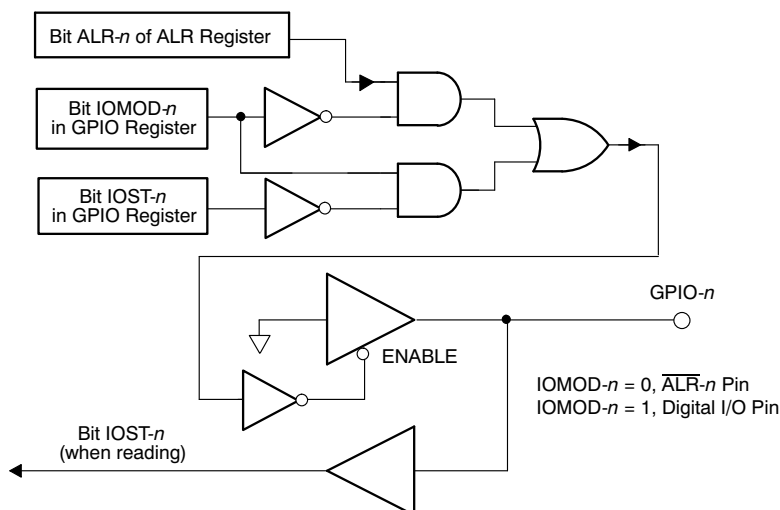 Bit ALR-n of ALR Register
Bit IOMOD-n
in GPIO Register
Bit IOST-n
in GPIO Register
GPIO-n
ENABLE
IOMOD-n = 0, A̅L̅R̅-n Pin
IOMOD-n = 1, Digital I/O Pin
Bit IOST-n
(when reading)